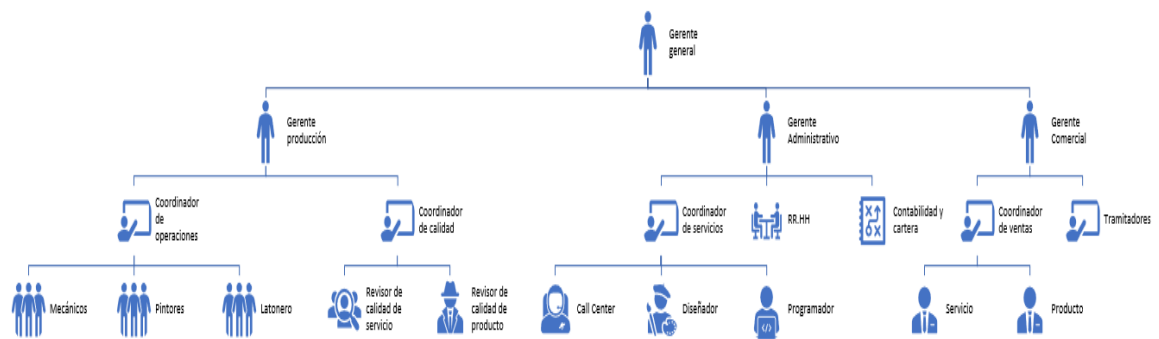 Gerente
general
Gerente
producción
Gerente
Administrativo
Gerente
Comercial
Coordinador
de
operaciones
Coordinador
de calidad
Coordinador
de servicios
RR.HH
Contabilidad y
cartera
Coordinador
de ventas
Tramitadores
Mecánicos
Pintores
Latonero
Revisor de
calidad de
servicio
Revisor de
calidad de
producto
Call Center
Diseñador
Programador
Servicio
Producto